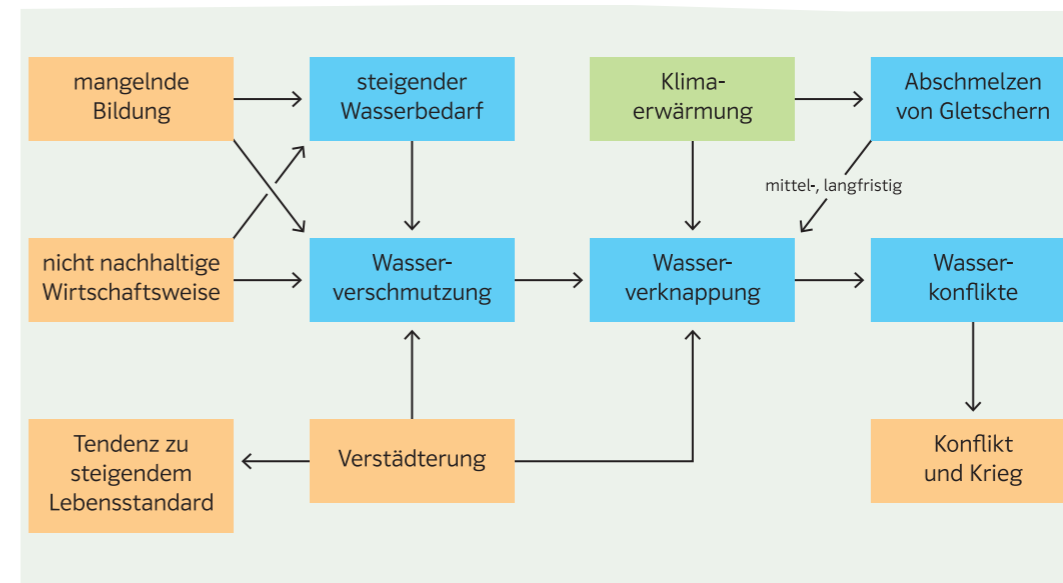 mangelnde
Bildung
steigender
Wasserbedarf
Klima-
erwärmung
Abschmelzen
von Gletschern
mittel-, langfristig
nicht nachhaltige
Wirtschaftsweise
Wasser-
verschmutzung
Wasser-
verknappung
Wasser-
konflikte
Tendenz zu
steigendem
Lebensstandard
Verstädterung
Konflikt
und Krieg